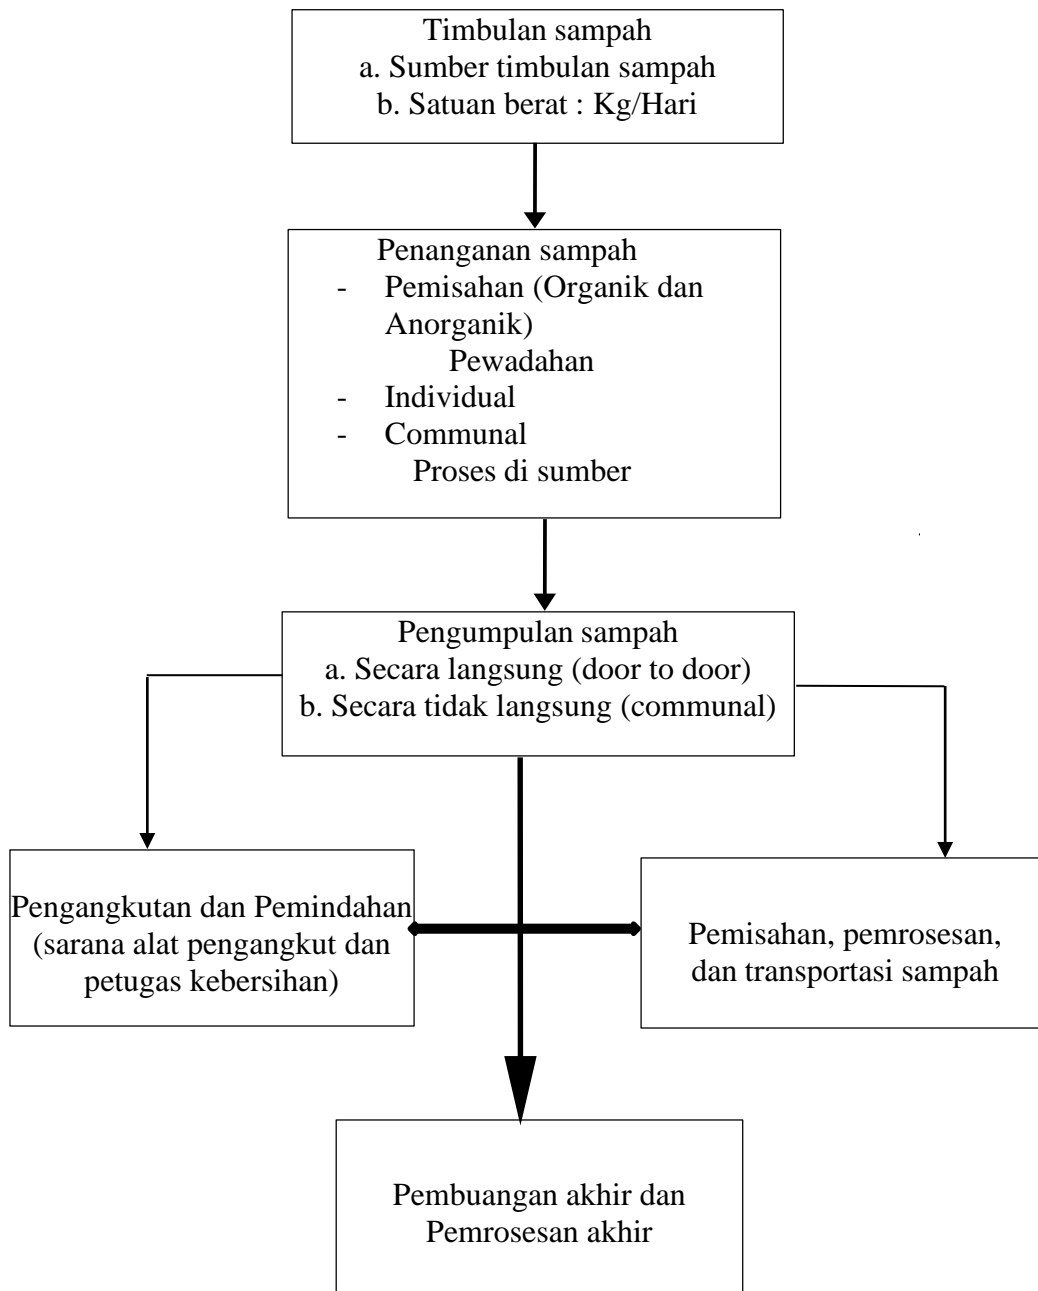 Timbulan sampah
a. Sumber timbulan sampah
b. Satuan berat : Kg/Hari
Penanganan sampah
- Pemisahan (Organik dan
Anorganik)
Pewadahan
- Individual
- Communal
Proses di sumber
Pengumpulan sampah
a. Secara langsung (door to door)
b. Secara tidak langsung (communal)
Pengangkutan dan Pemindahan
(sarana alat pengangkut dan
petugas kebersihan)
Pemisahan, pemrosesan,
dan transportasi sampah
Pembuangan akhir dan
Pemrosesan akhir